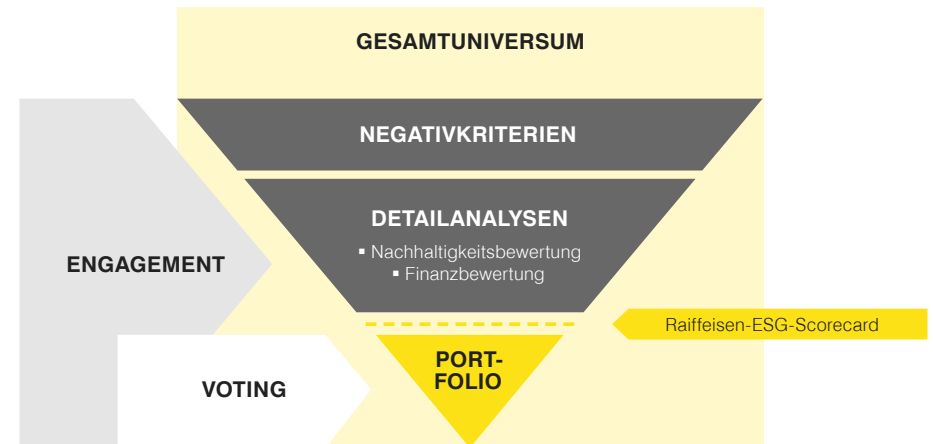 GESAMTUNIVERSUM
NEGATIVKRITERIEN
DETAILANALYSEN
▪ Nachhaltigkeitsbewertung
▪ Finanzbewertung
ENGAGEMENT
Raiffeisen-ESG-Scorecard
PORT-
FOLIO
VOTING